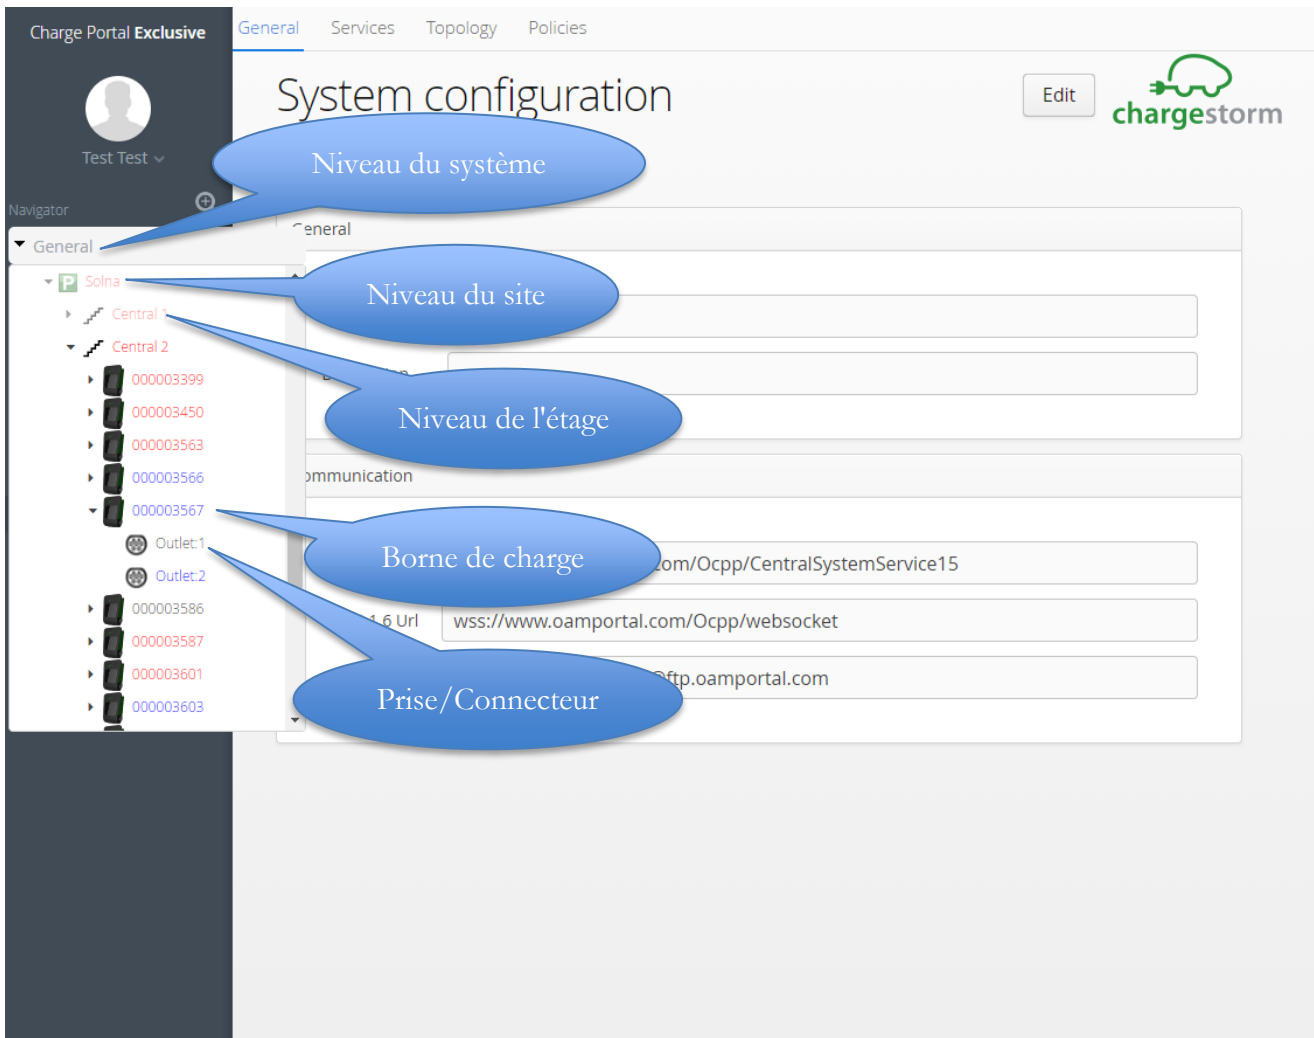 Charge Portal Exclusive
General Services Topology Policies
System configuration
Edit
chargestorm
Test Test
Niveau du système
Navigator
General
General
Niveau du site
Solna
Central 1
Central 2
Niveau de l'étage
000003399
000003450
000003563
000003566
000003567
Communication
Borne de charge
com/Ocpp/CentralSystemService15
Outlet:1
Outlet:2
000003586
1.6 Url wss://www.oamportal.com/Ocpp/websocket
000003587
000003601
Prise/Connecteur
@ftp.oamportal.com
000003603